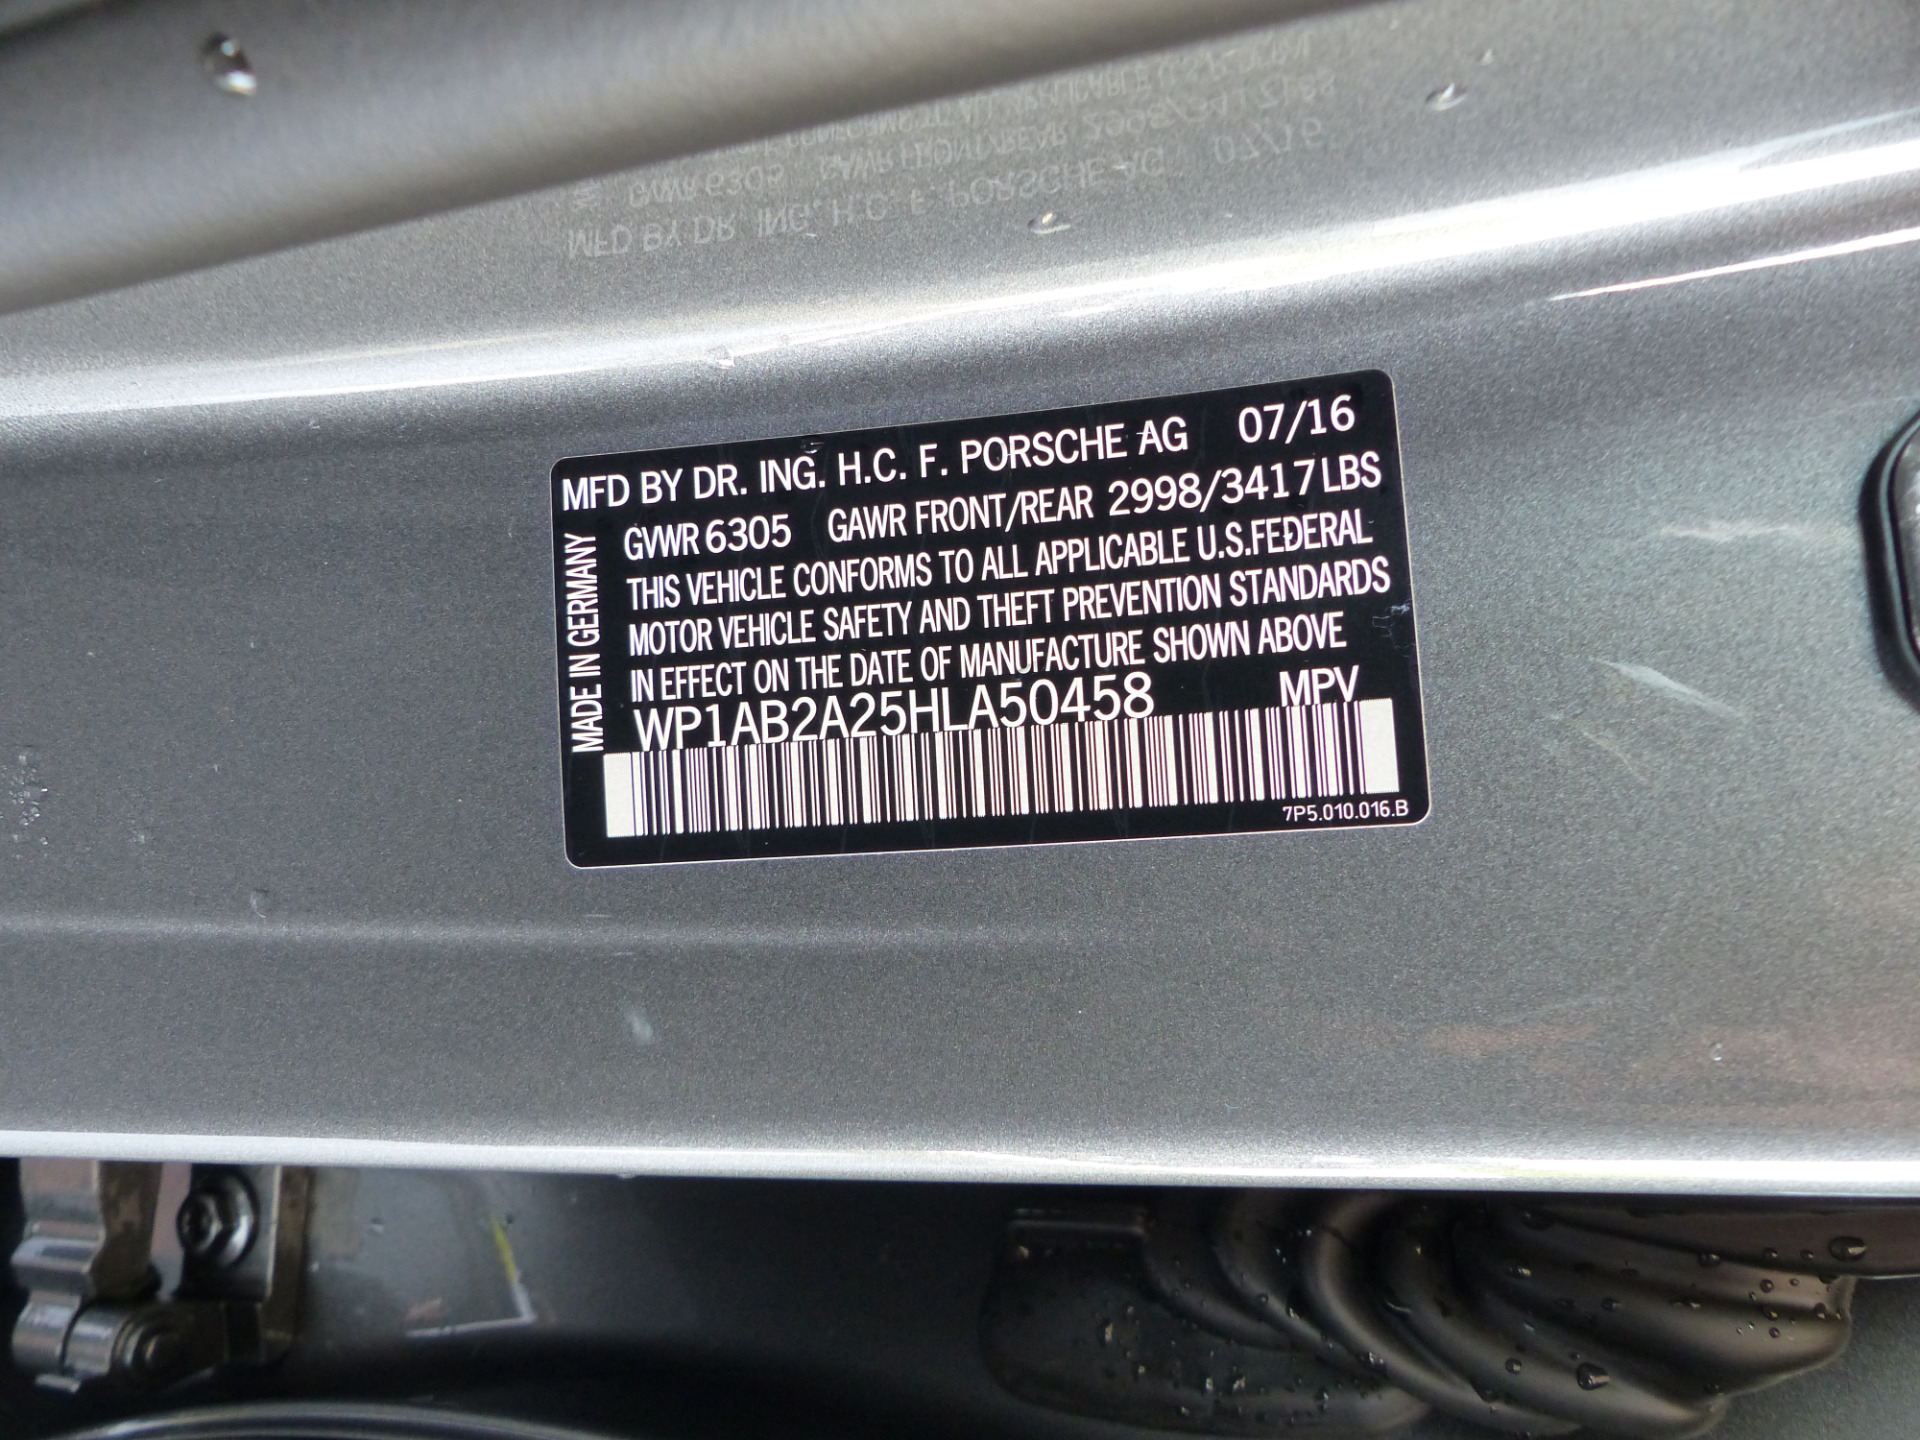 MFD BY DR. ING. H.C. F. PORSCHE AG 07/16
GVWR 6305 GAWR FRONT/REAR 2998/3417LBS
THIS VEHICLE CONFORMS TO ALL APPLICABLE U.S.FEDERAL
MOTOR VEHICLE SAFETY AND THEFT PREVENTION STANDARDS
IN EFFECT ON THE DATE OF MANUFACTURE SHOWN ABOVE
WP1AB2A25HLA50458 MPV
MADE IN GERMANY
7P5.010.016.B